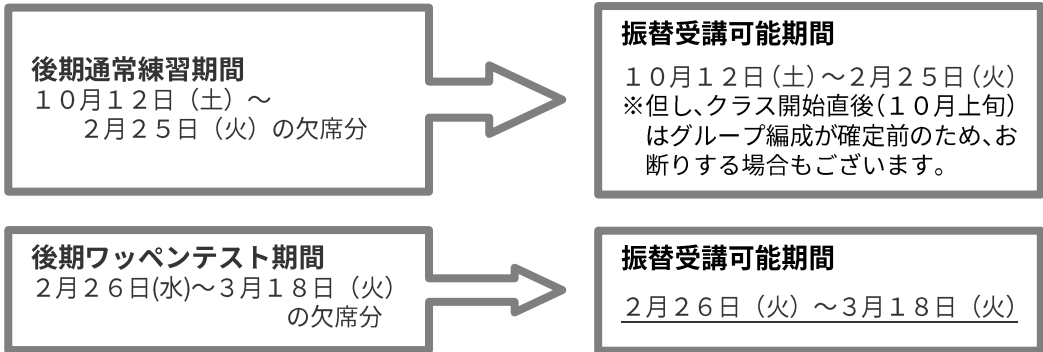 後期通常練習期間
１０月１２日（土）～
２月２５日（火）の欠席分
振替受講可能期間
１０月１２日（土）～２月２５日（火）
※但し、クラス開始直後（１０月上旬）
はグループ編成が確定前のため、お
断りする場合もございます。
後期ワッペンテスト期間
２月２６日(水)～３月１８日（火）
の欠席分
振替受講可能期間
２月２６日（火）～３月１８日（火）